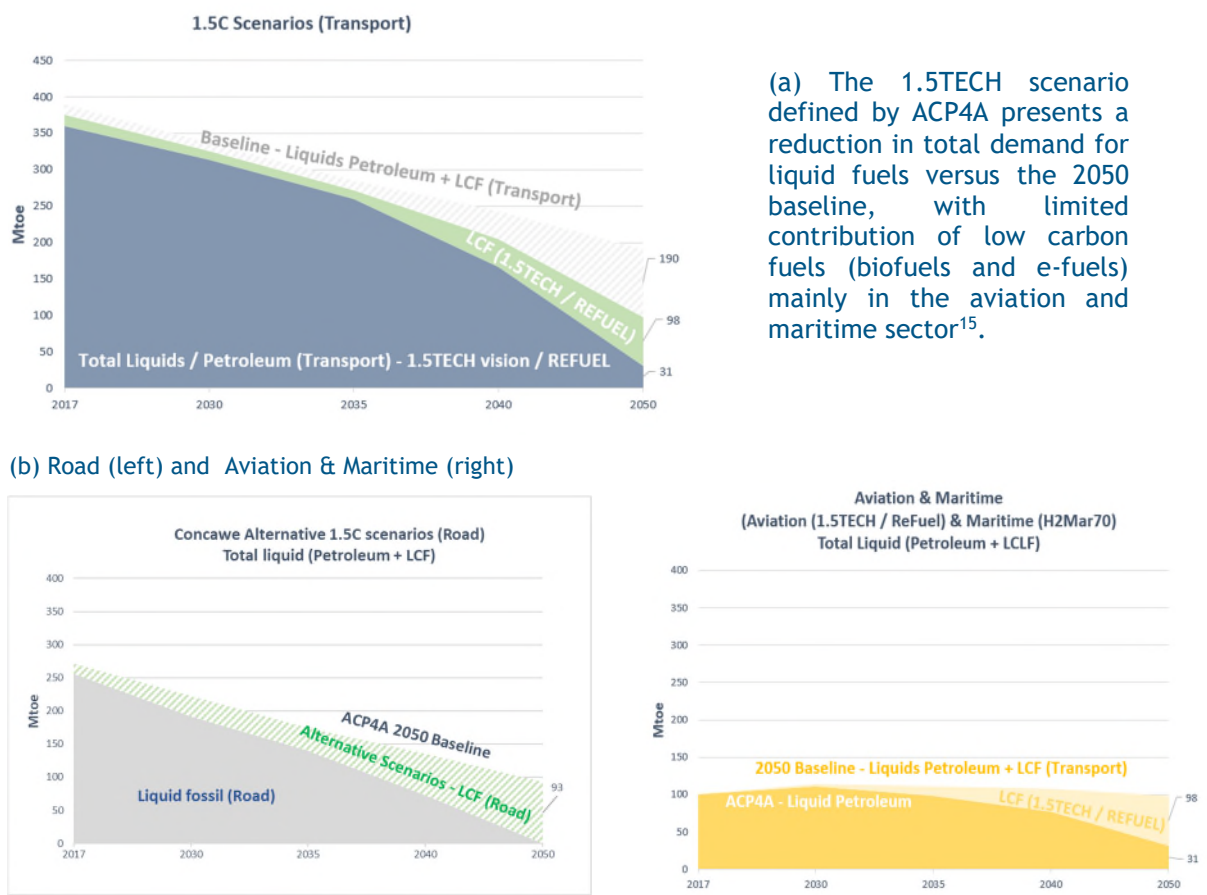 1.5C Scenarios (Transport)
450
400
350
300
250
200
150
100
50
0
Mtoe
Baseline - Liquids Petroleum + LCF (Transport)
LCF (1.5TECH / REFUEL)
Total Liquids / Petroleum (Transport) - 1.5TECH vision / REFUEL
190
98
31
2017
2030
2035
2040
2050
(a) The 1.5TECH scenario
defined by ACP4A presents a
reduction in total demand for
liquid fuels versus the 2050
baseline, with limited
contribution of low carbon
fuels (biofuels and e-fuels)
mainly in the aviation and
maritime sector¹⁵.
(b) Road (left) and Aviation & Maritime (right)
Concawe Alternative 1.5C scenarios (Road)
Total liquid (Petroleum + LCF)
400
350
300
250
200
150
100
50
0
Mtoe
ACP4A 2050 Baseline
Alternative Scenarios - LCF (Road)
Liquid fossil (Road)
93
2017
2030
2035
2040
2050
Aviation & Maritime
(Aviation (1.5TECH / ReFuel) & Maritime (H2Mar70)
Total Liquid (Petroleum + LCLF)
400
350
300
250
200
150
100
50
0
Mtoe
2050 Baseline - Liquids Petroleum + LCF (Transport)
ACP4A - Liquid Petroleum
LCF (1.5TECH / REFUEL)
98
31
2017
2030
2035
2040
2050